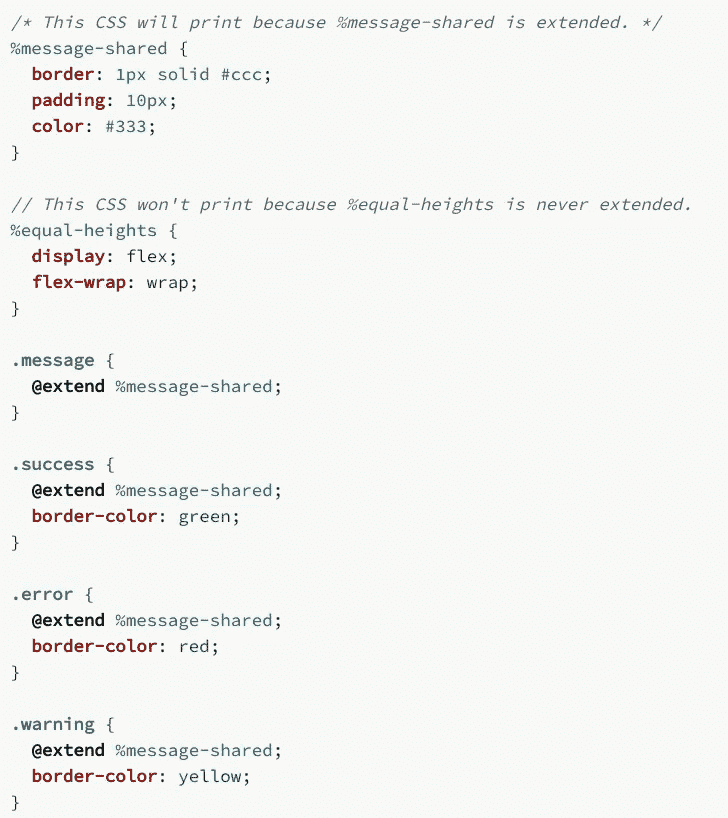 /* This CSS will print because %message-shared is extended. */
%message-shared {
  border: 1px solid #ccc;
  padding: 10px;
  color: #333;
}

// This CSS won't print because %equal-heights is never extended.
%equal-heights {
  display: flex;
  flex-wrap: wrap;
}

.message {
  @extend %message-shared;
}

.success {
  @extend %message-shared;
  border-color: green;
}

.error {
  @extend %message-shared;
  border-color: red;
}

.warning {
  @extend %message-shared;
  border-color: yellow;
}